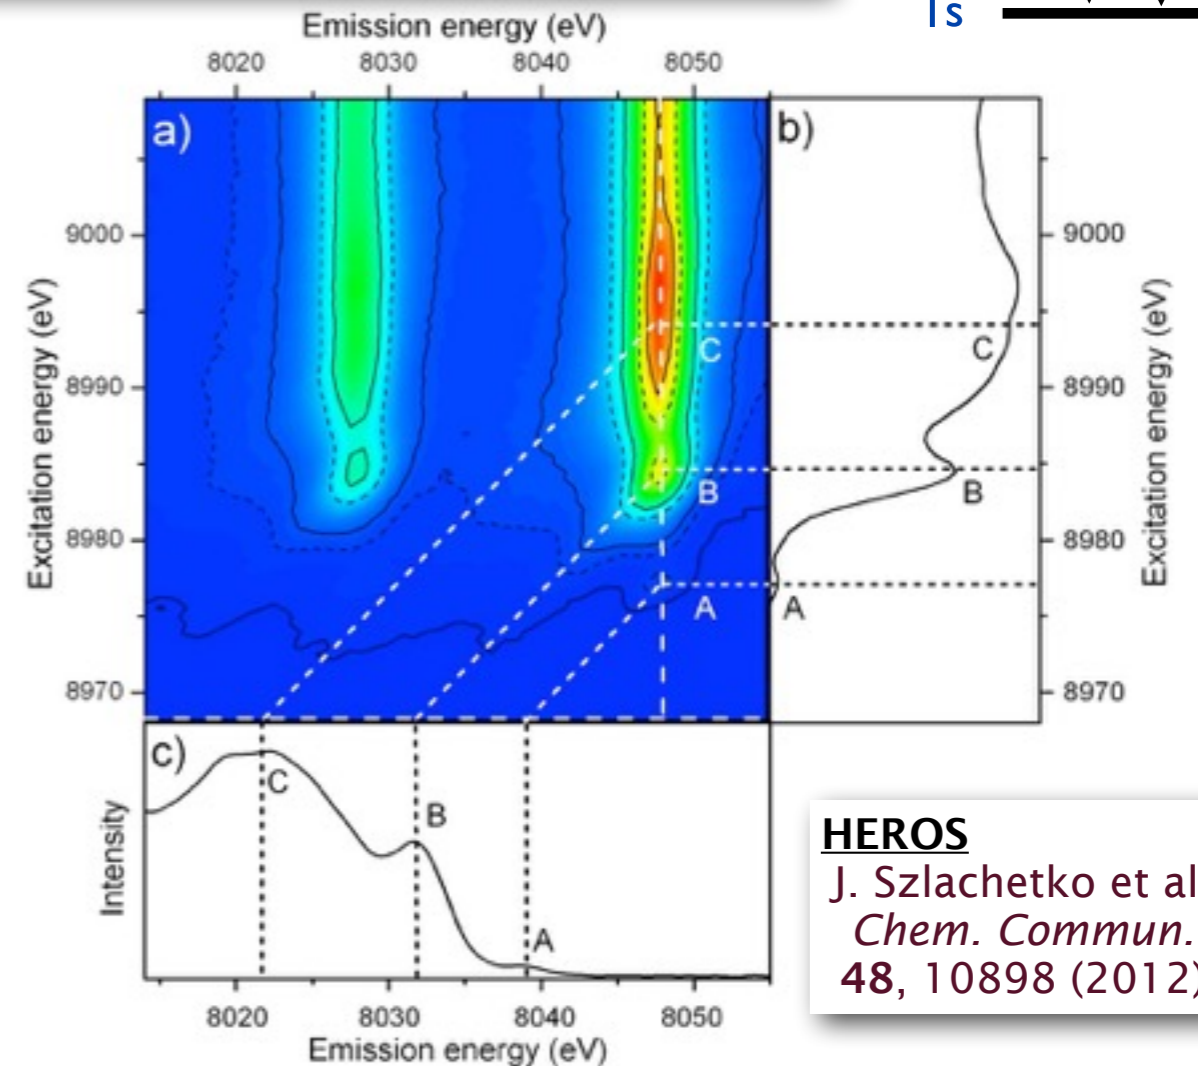 1s
Emission energy (eV)
8020 8030 8040 8050
a)
b)
9000
9000
C
C
8990
8990
B
B
8980
8980
A
A
8970
8970
Excitation energy (eV)
Excitation energy (eV)
c)
C
B
A
Intensity
8020 8030 8040 8050
Emission energy (eV)
HEROS
J. Szlachetko et al
Chem. Commun.
48, 10898 (2012)